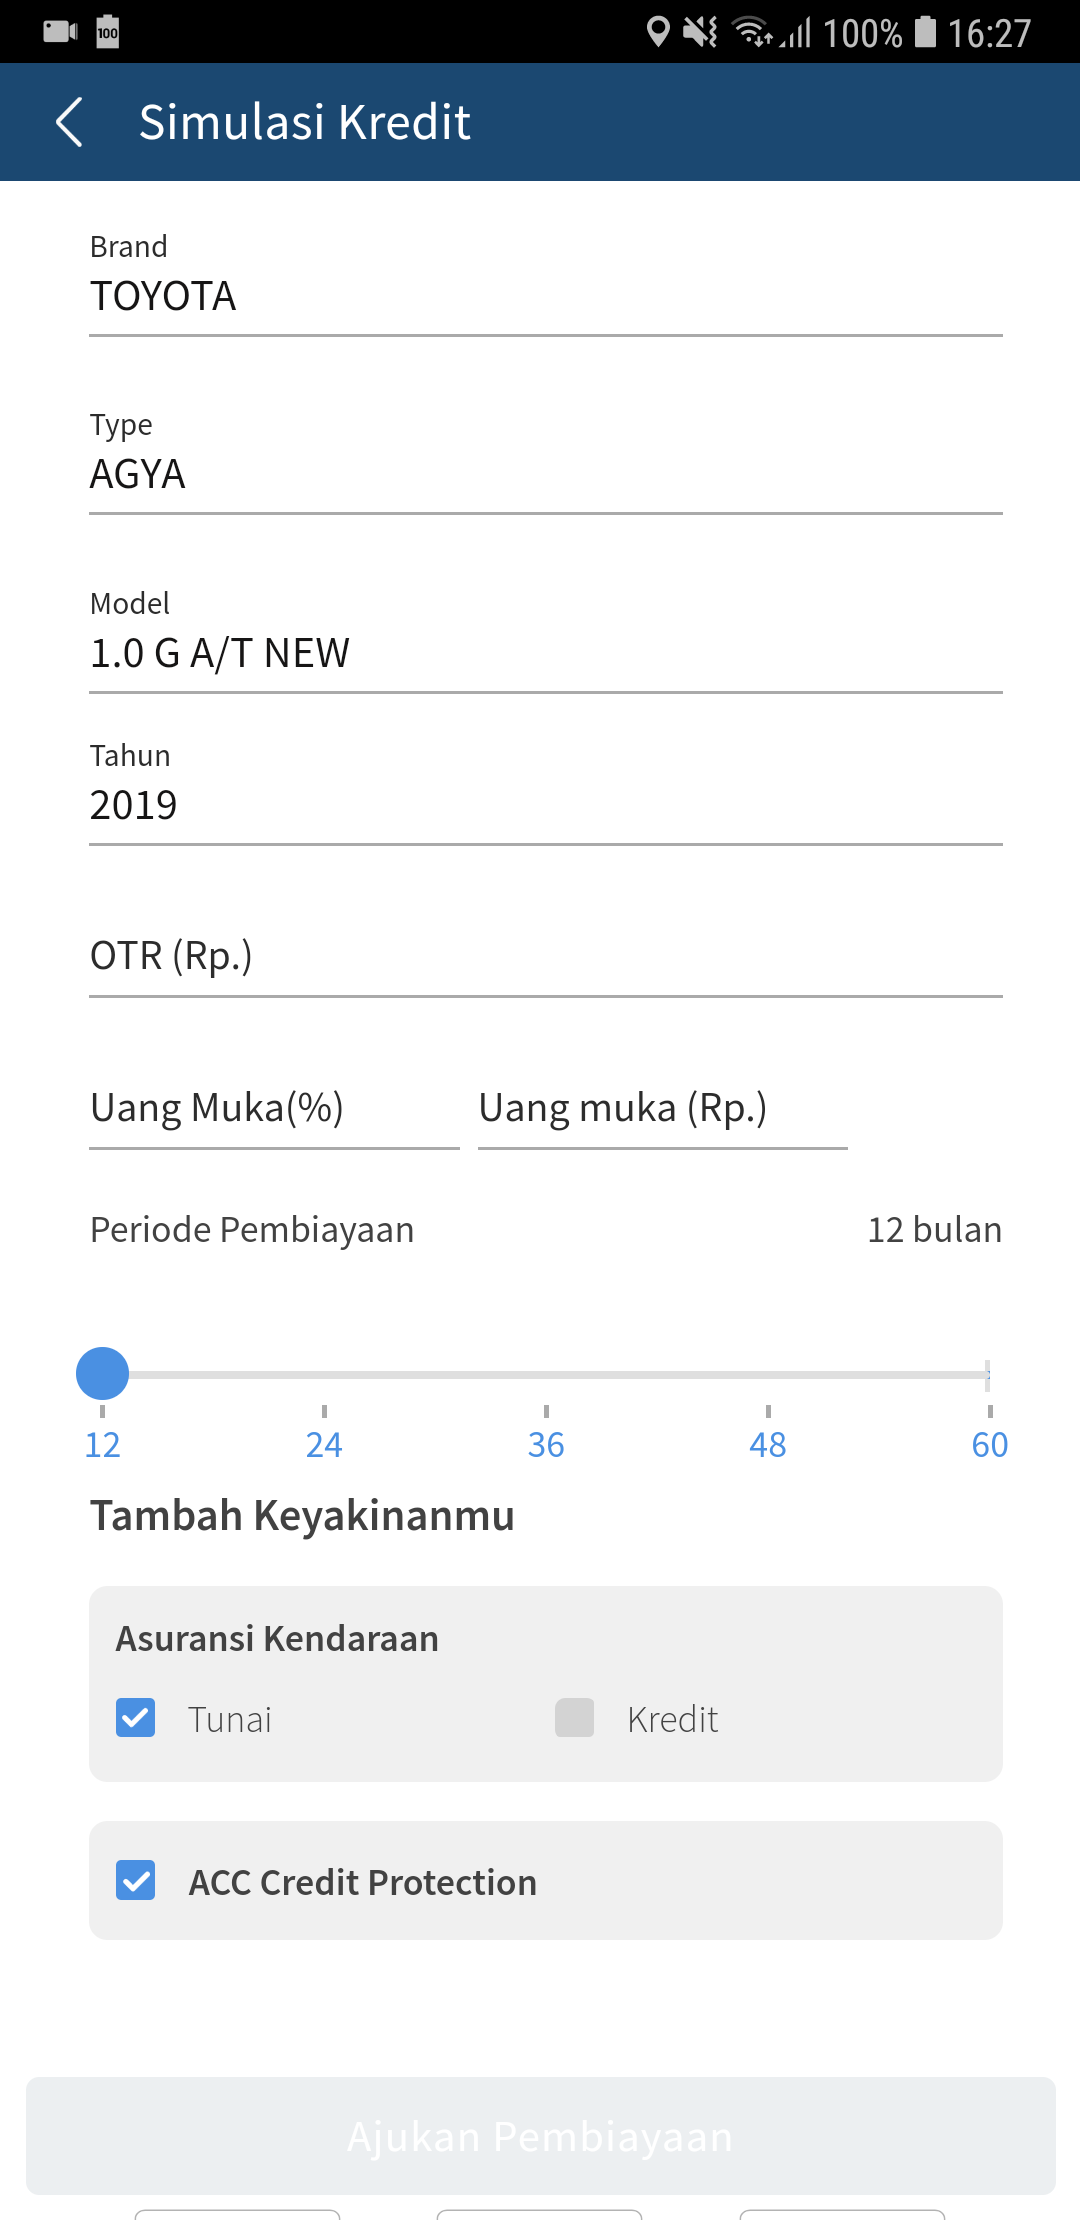 100 100% 16:27
Simulasi Kredit
Brand
TOYOTA
Type
AGYA
Model
1.0 G A/T NEW
Tahun
2019
OTR (Rp.)
Uang Muka(%) Uang muka (Rp.)
Periode Pembiayaan 12 bulan
12 24 36 48 60
Tambah Keyakinanmu
Asuransi Kendaraan
Tunai Kredit
ACC Credit Protection
Ajukan Pembiayaan